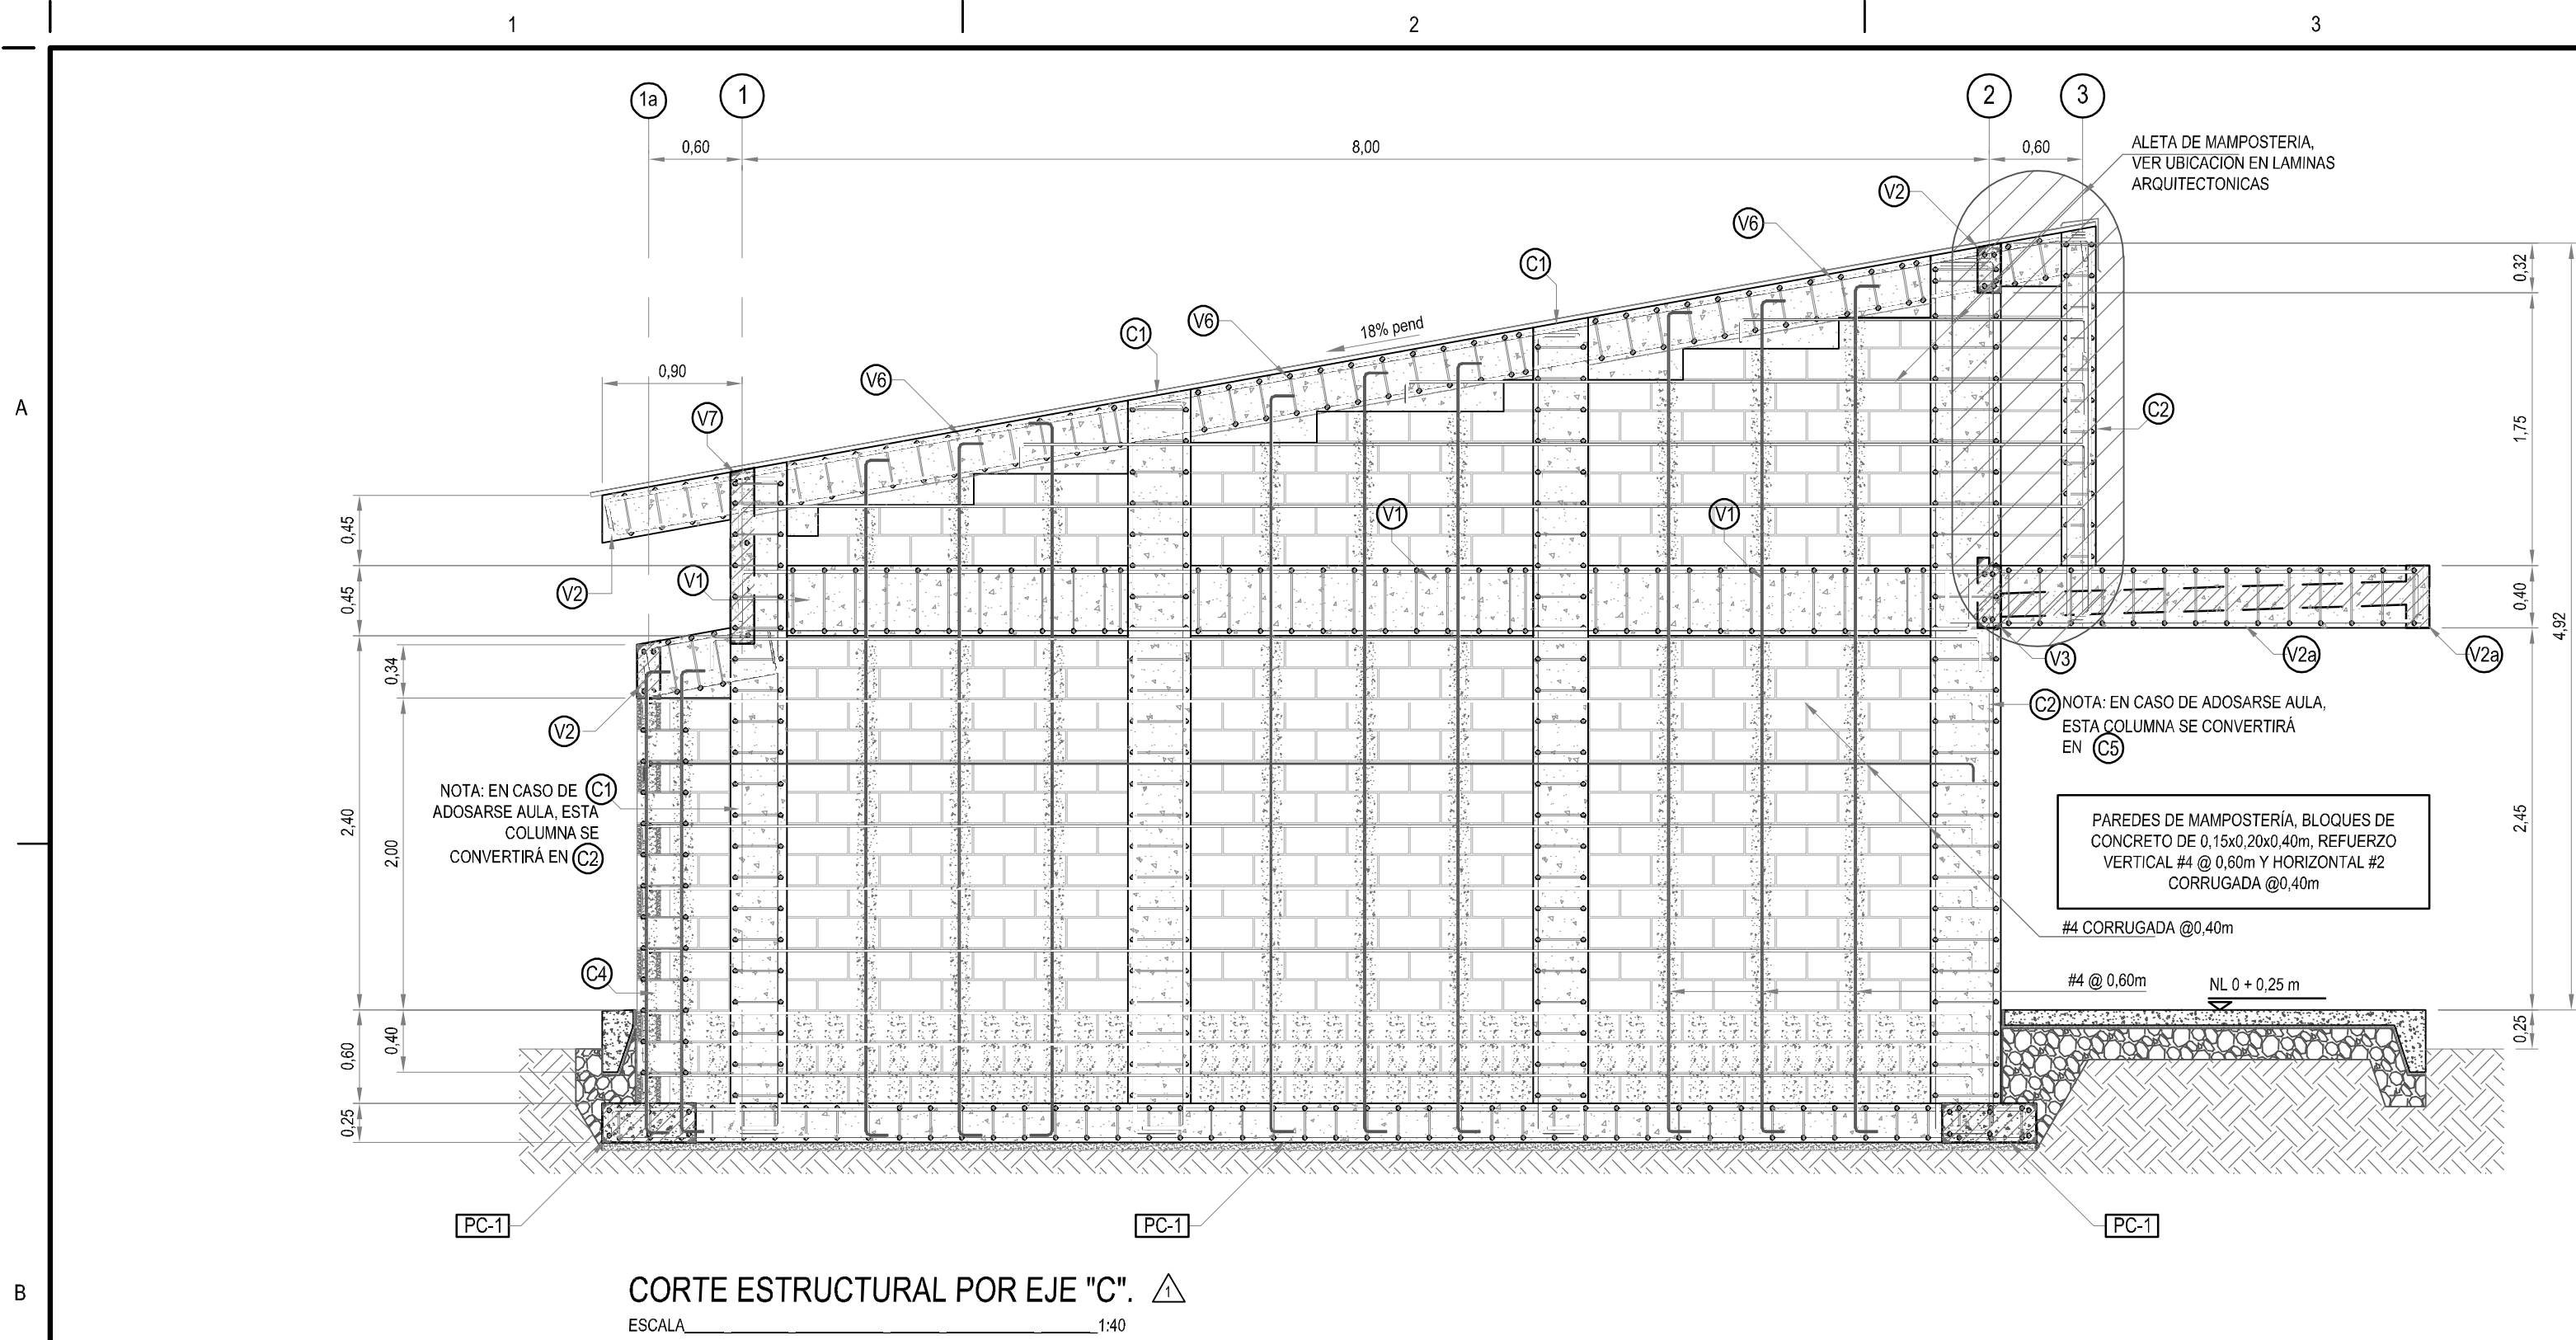 1
2
3
1a
1
2
3
0,60
8,00
0,60
ALETA DE MAMPOSTERIA,
VER UBICACION EN LAMINAS
ARQUITECTONICAS
V2
V6
C1
18% pend
V6
C1
0,90
V6
V7
C2
0,32
1,75
0,40
4,92
2,45
0,25
A
0,45
0,45
V2
V1
V1
V1
V3
V2a
V2a
0,34
V2
2,40
2,00
C2 NOTA: EN CASO DE ADOSARSE AULA,
ESTA COLUMNA SE CONVERTIRÁ
EN C5
NOTA: EN CASO DE C1
ADOSARSE AULA, ESTA
COLUMNA SE
CONVERTIRÁ EN C2
PAREDES DE MAMPOSTERÍA, BLOQUES DE
CONCRETO DE 0,15x0,20x0,40m, REFUERZO
VERTICAL #4 @ 0,60m Y HORIZONTAL #2
CORRUGADA @0,40m
#4 CORRUGADA @0,40m
C4
#4 @ 0,60m
NL 0 + 0,25 m
0,60
0,40
0,25
PC-1
PC-1
PC-1
B
CORTE ESTRUCTURAL POR EJE "C". 1
ESCALA 1:40